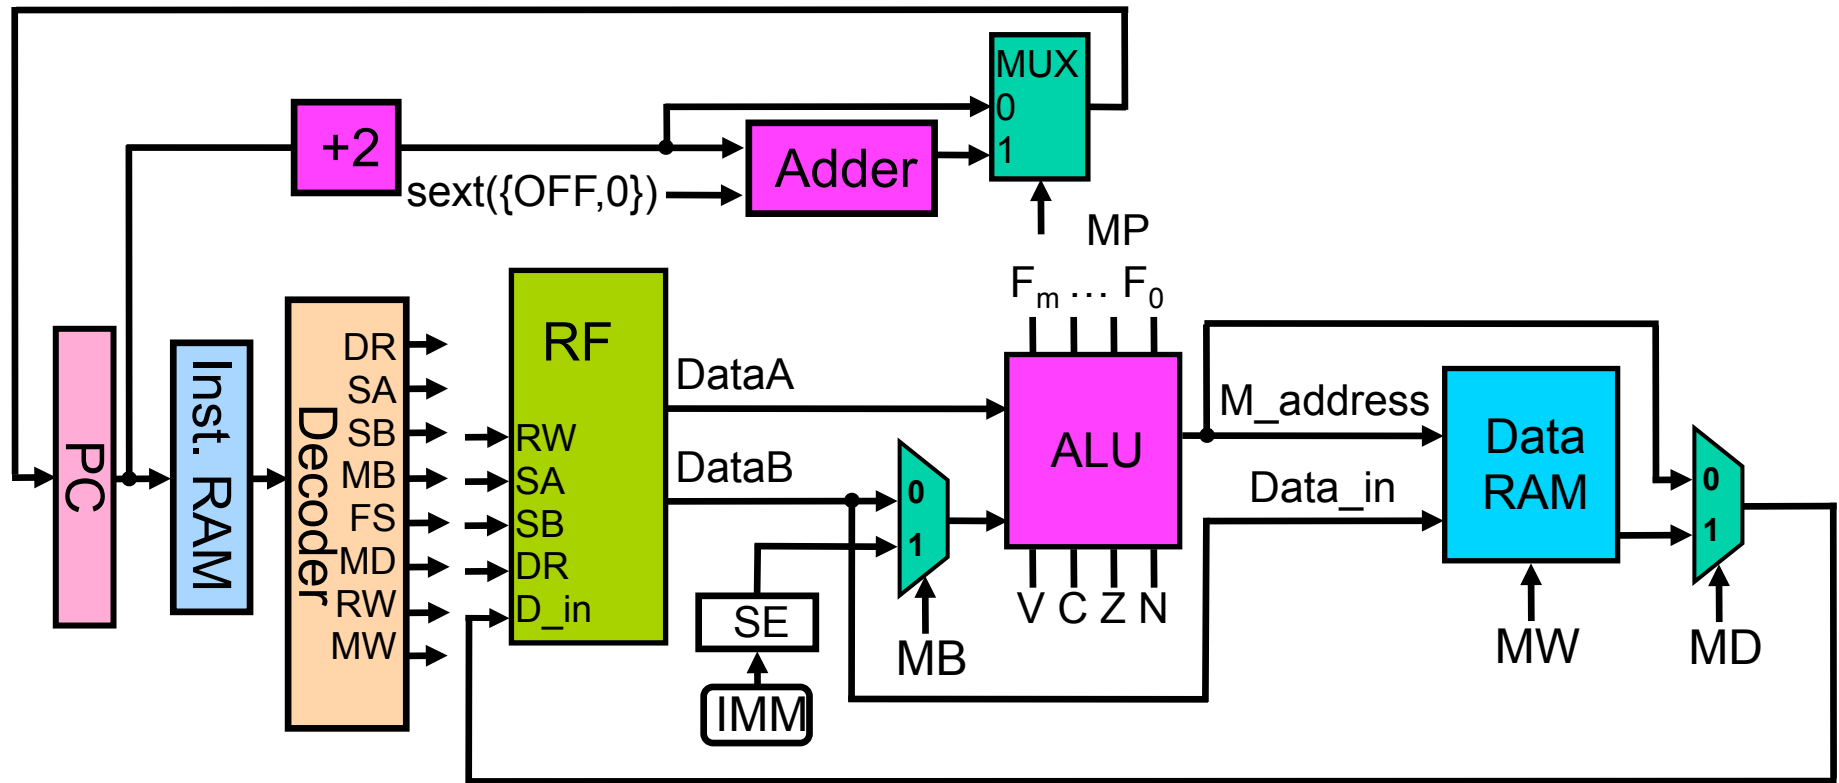 MUX
0
1
+2
Adder
sext({OFF,0})
MP
Fm … F0
PC
Inst. RAM
Decoder
DR
SA
SB
MB
FS
MD
RW
MW
RF
RW
SA
SB
DR
D_in
DataA
DataB
0
1
MB
SE
IMM
ALU
V C Z N
M_address
Data_in
Data
RAM
MW
0
1
MD